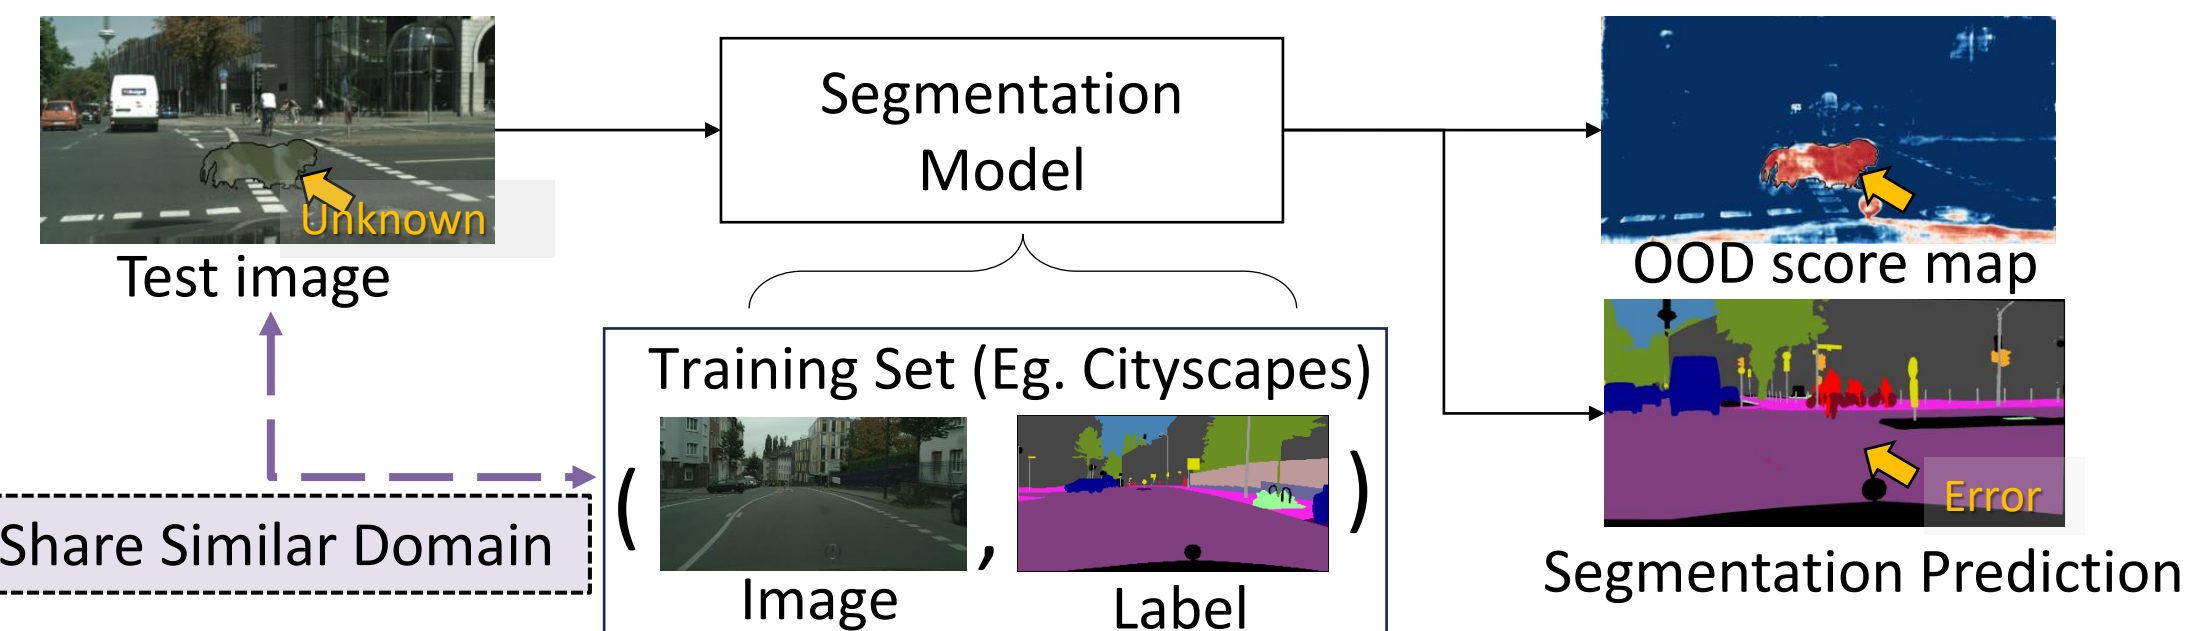 Unknown
Test image
Segmentation
Model
OOD score map
Training Set (Eg. Cityscapes)
(
,
)
Image
Label
Share Similar Domain
Error
Segmentation Prediction